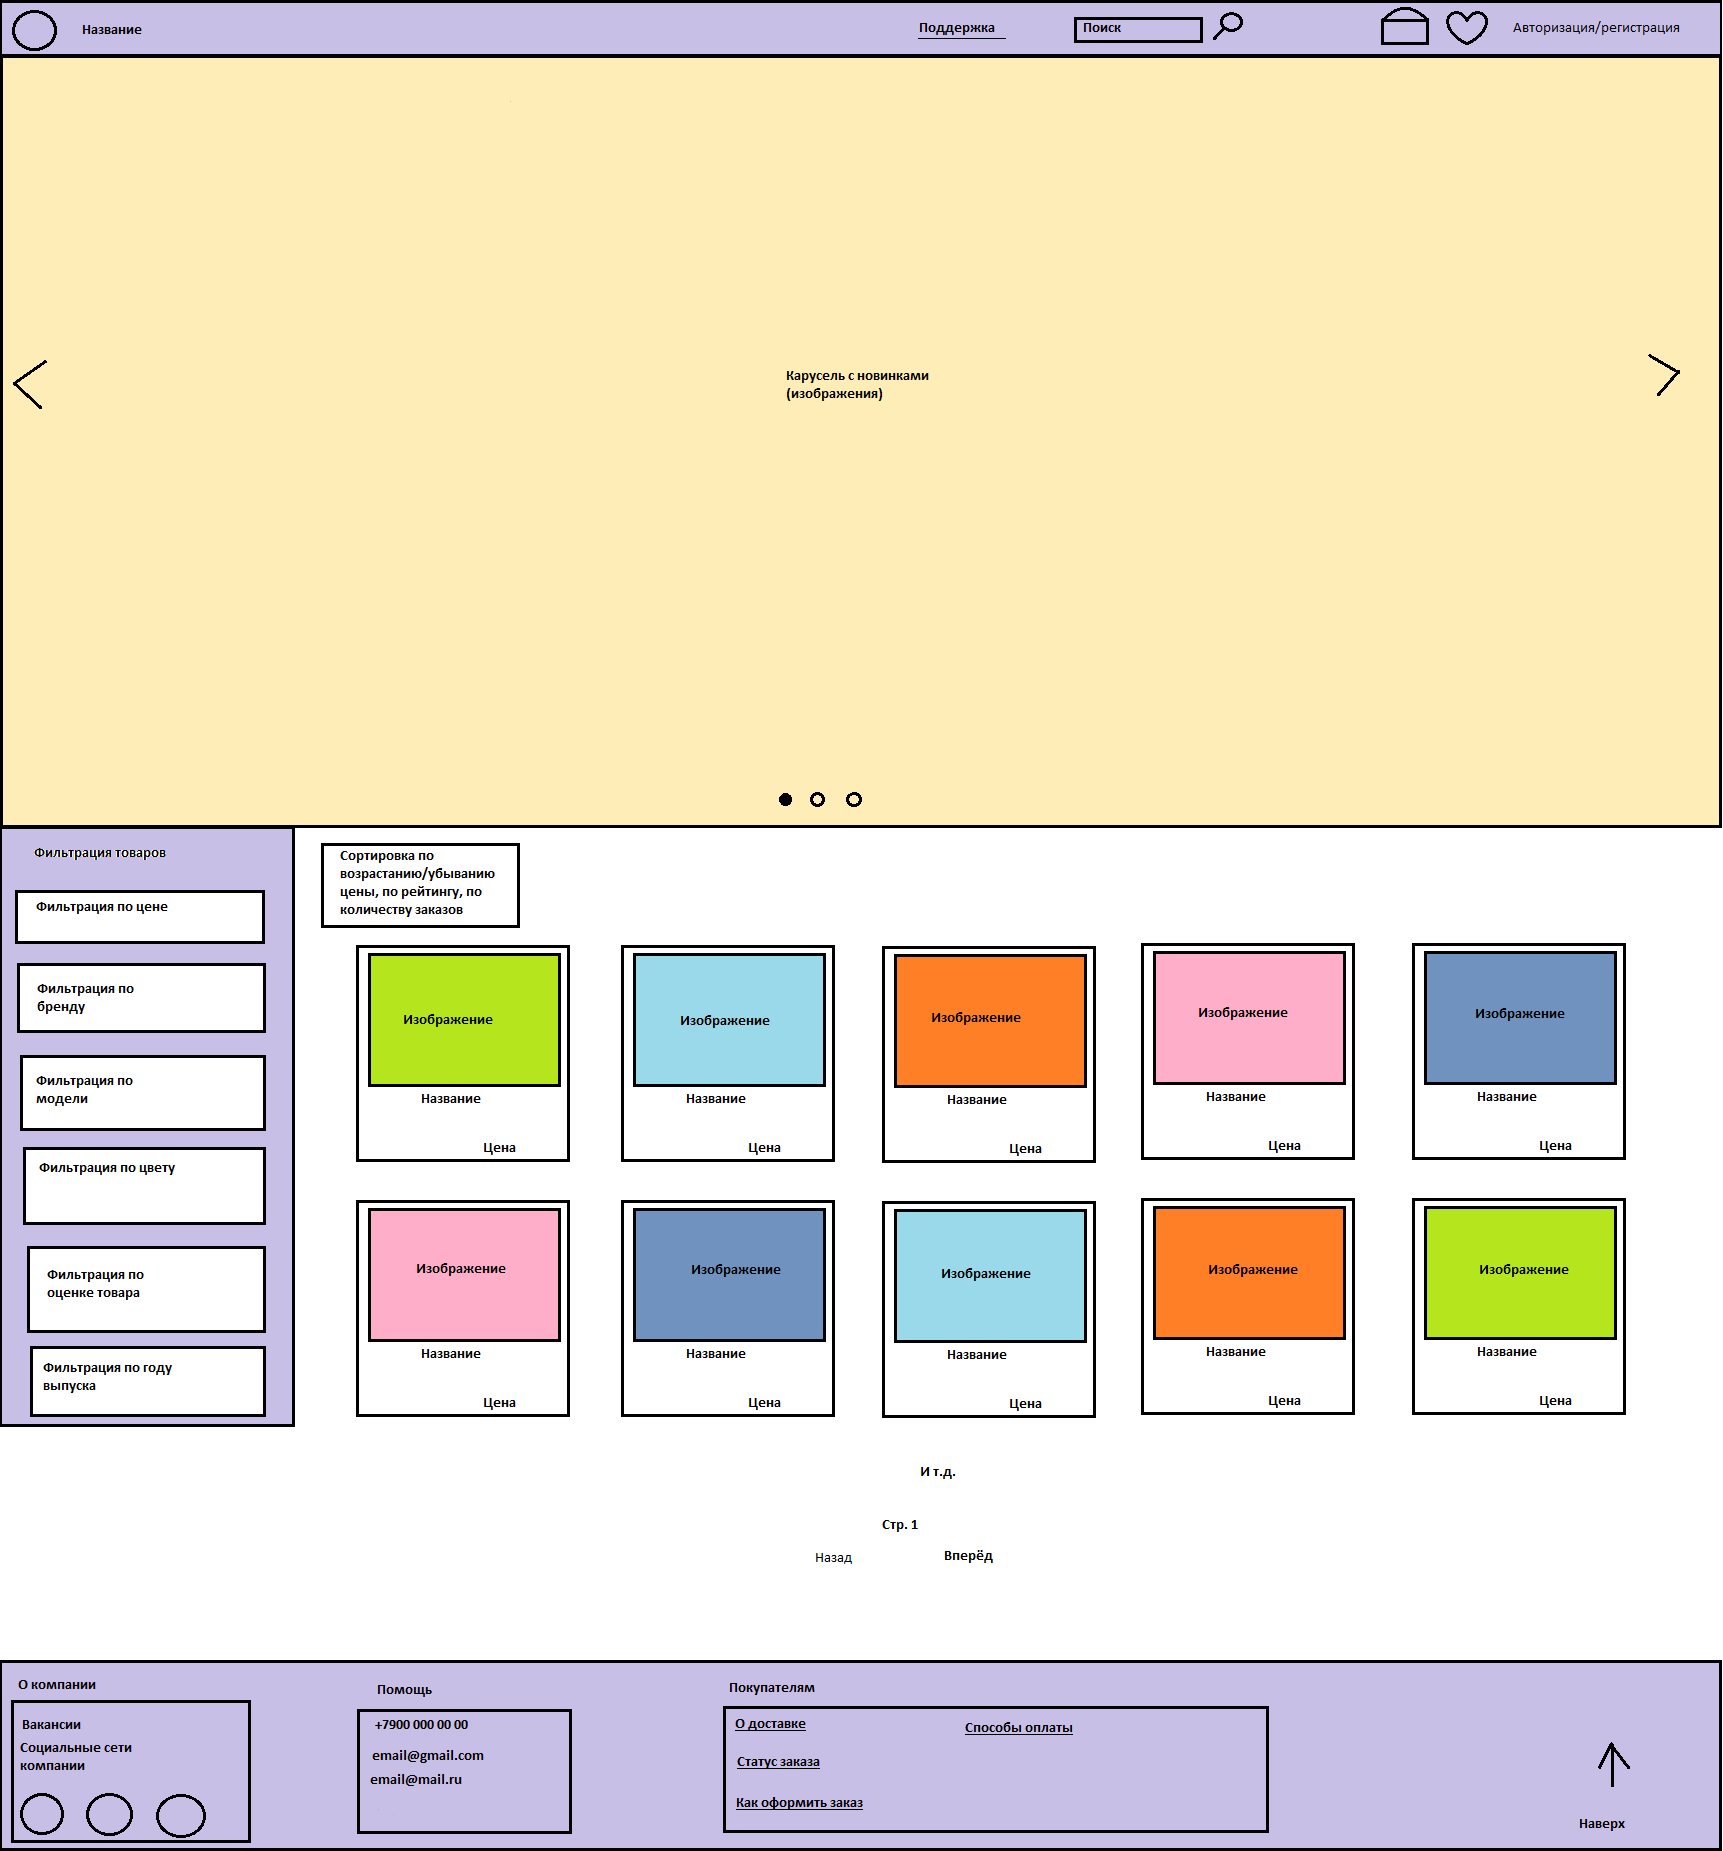 Название
Поддержка
Поиск
Авторизация/регистрация
Карусель с новинками
(изображения)
Фильтрация товаров
Фильтрация по цене
Фильтрация по
бренду
Фильтрация по
модели
Фильтрация по цвету
Фильтрация по
оценке товара
Фильтрация по году
выпуска
Сортировка по
возрастанию/убыванию
цены, по рейтингу, по
количеству заказов
Изображение
Название
Цена
Изображение
Название
Цена
Изображение
Название
Цена
Изображение
Название
Цена
Изображение
Название
Цена
Изображение
Название
Цена
Изображение
Название
Цена
Изображение
Название
Цена
Изображение
Название
Цена
Изображение
Название
Цена
И т.д.
Стр. 1
Назад
Вперёд
О компании
Вакансии
Социальные сети
компании
Помощь
+7900 000 00 00
email@gmail.com
email@mail.ru
Покупателям
О доставке
Способы оплаты
Статус заказа
Как оформить заказ
Наверх